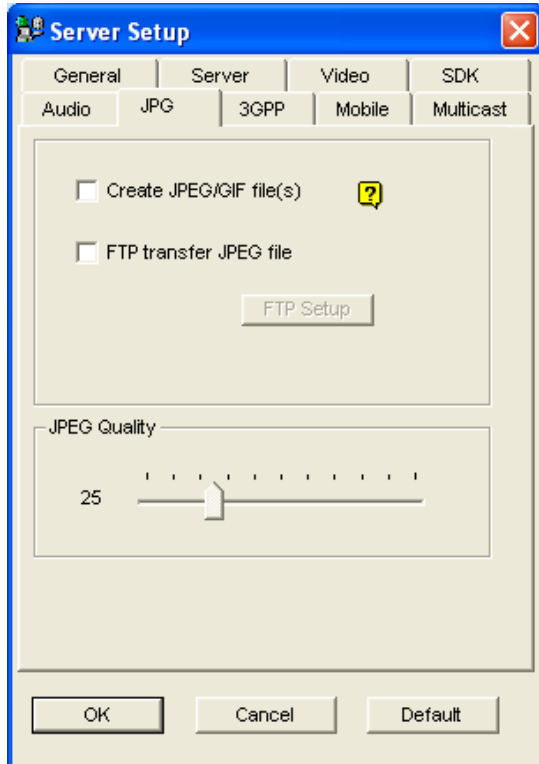 Server Setup
General Server Video SDK
Audio JPG 3GPP Mobile Multicast
Create JPEG/GIF file(s) ?
FTP transfer JPEG file
FTP Setup
JPEG Quality
25
OK Cancel Default